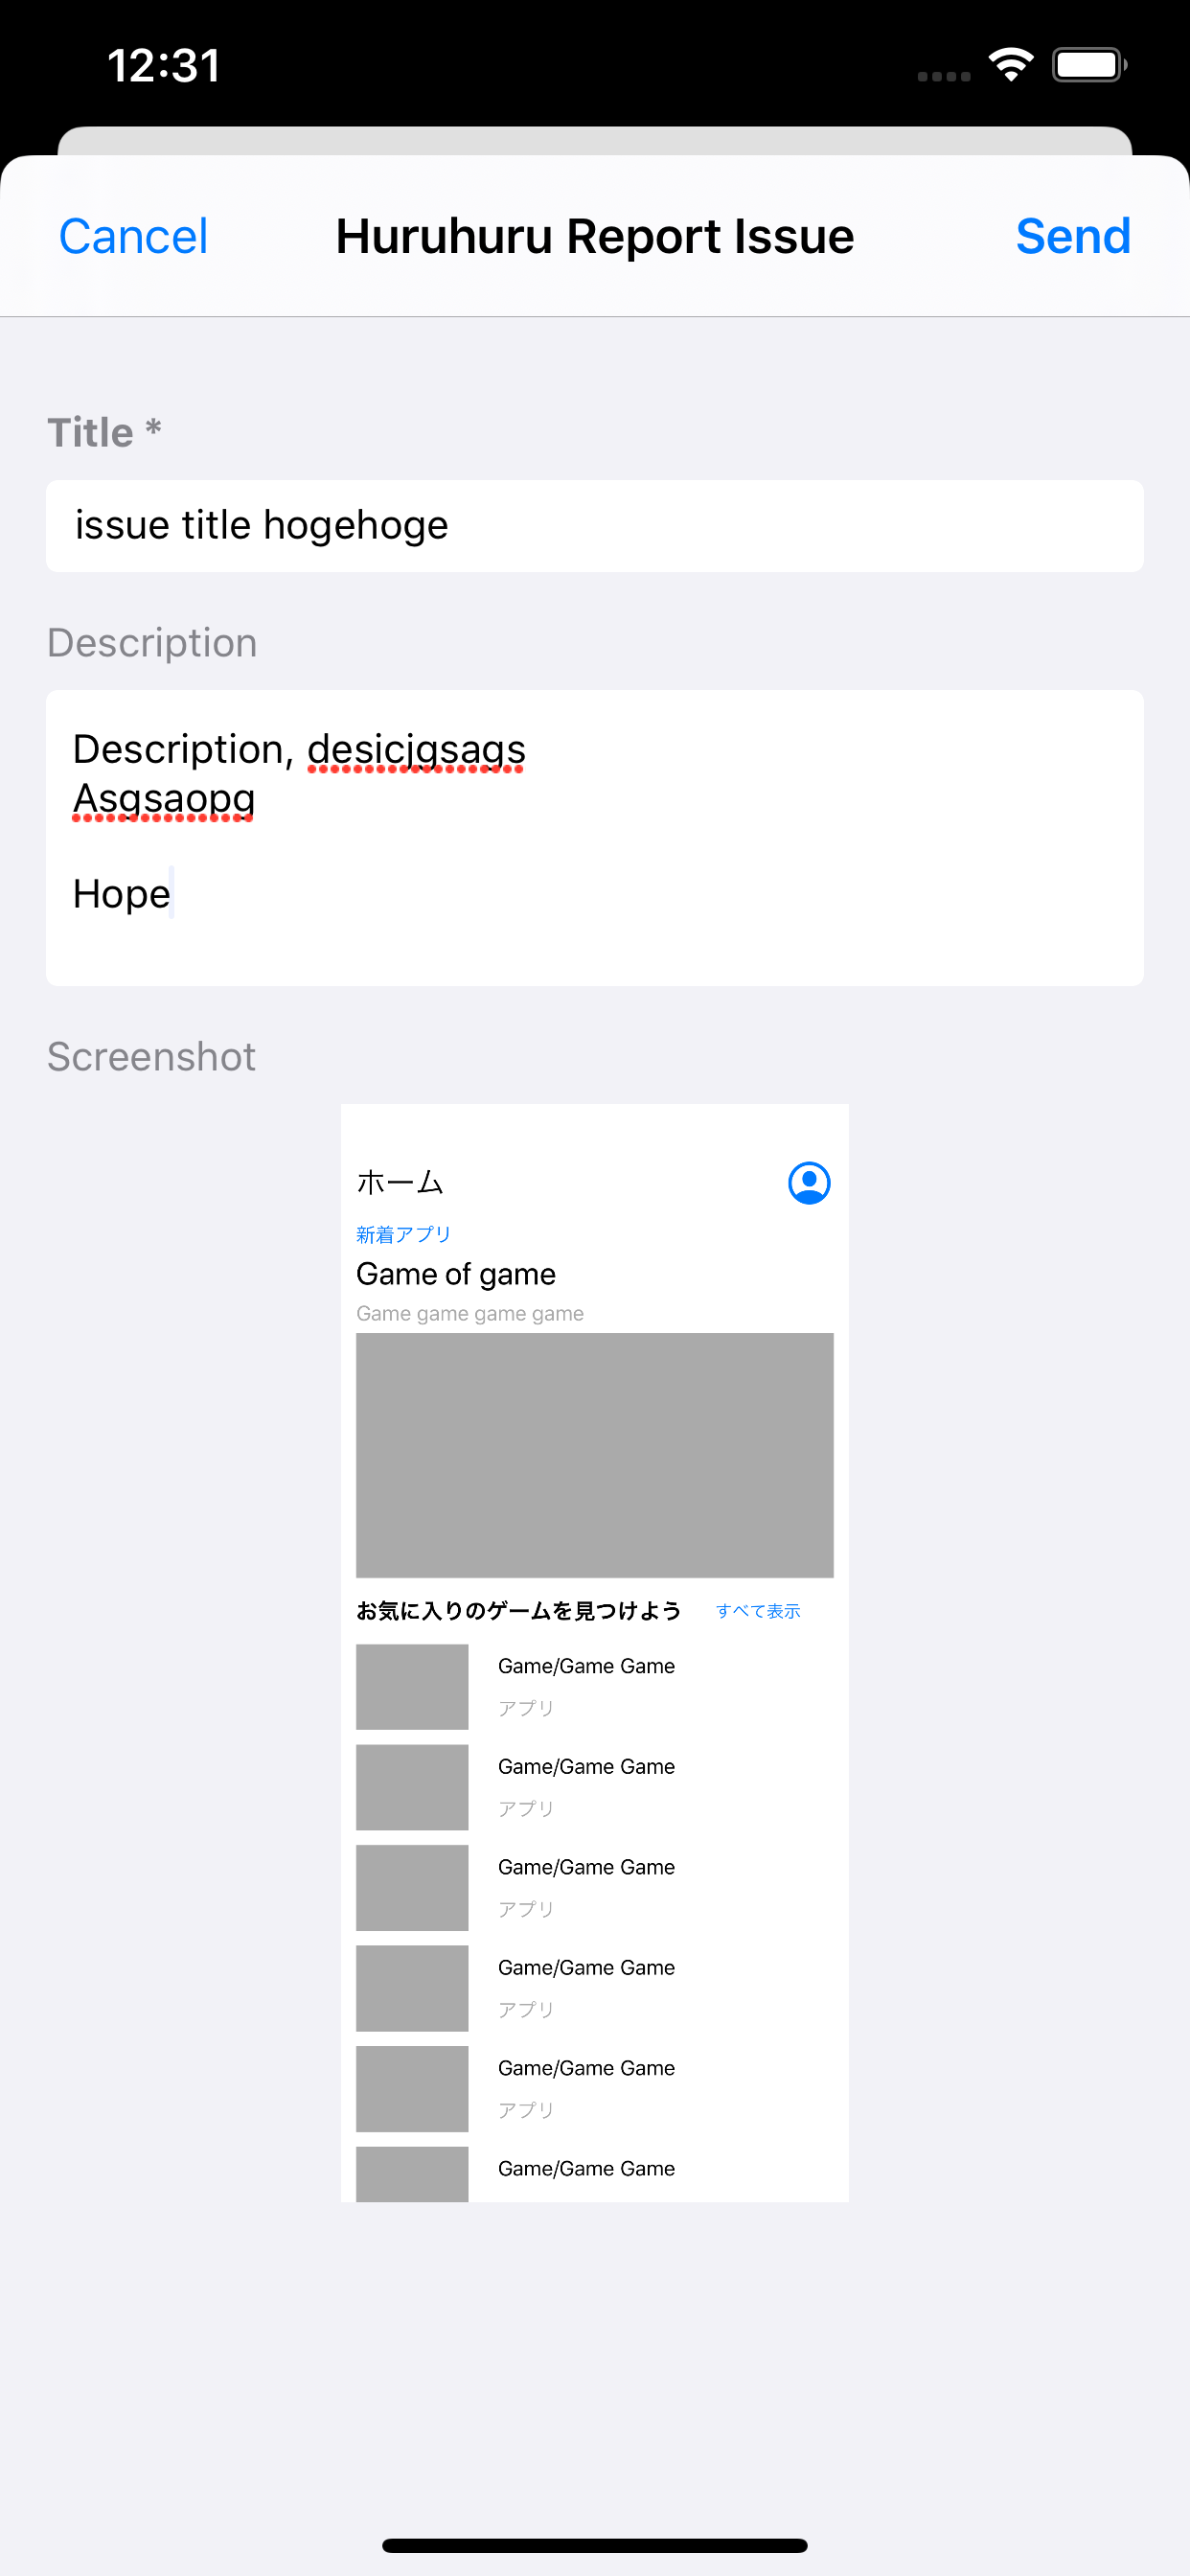 12:31
Cancel Huruhuru Report Issue Send
Title *
issue title hogehoge
Description
Description, desicjgsags
Asgsaopg
Hope
Screenshot
ホーム
新着アプリ
Game of game
Game game game game
お気に入りのゲームを見つけよう すべて表示
Game/Game Game
アプリ
Game/Game Game
アプリ
Game/Game Game
アプリ
Game/Game Game
アプリ
Game/Game Game
アプリ
Game/Game Game